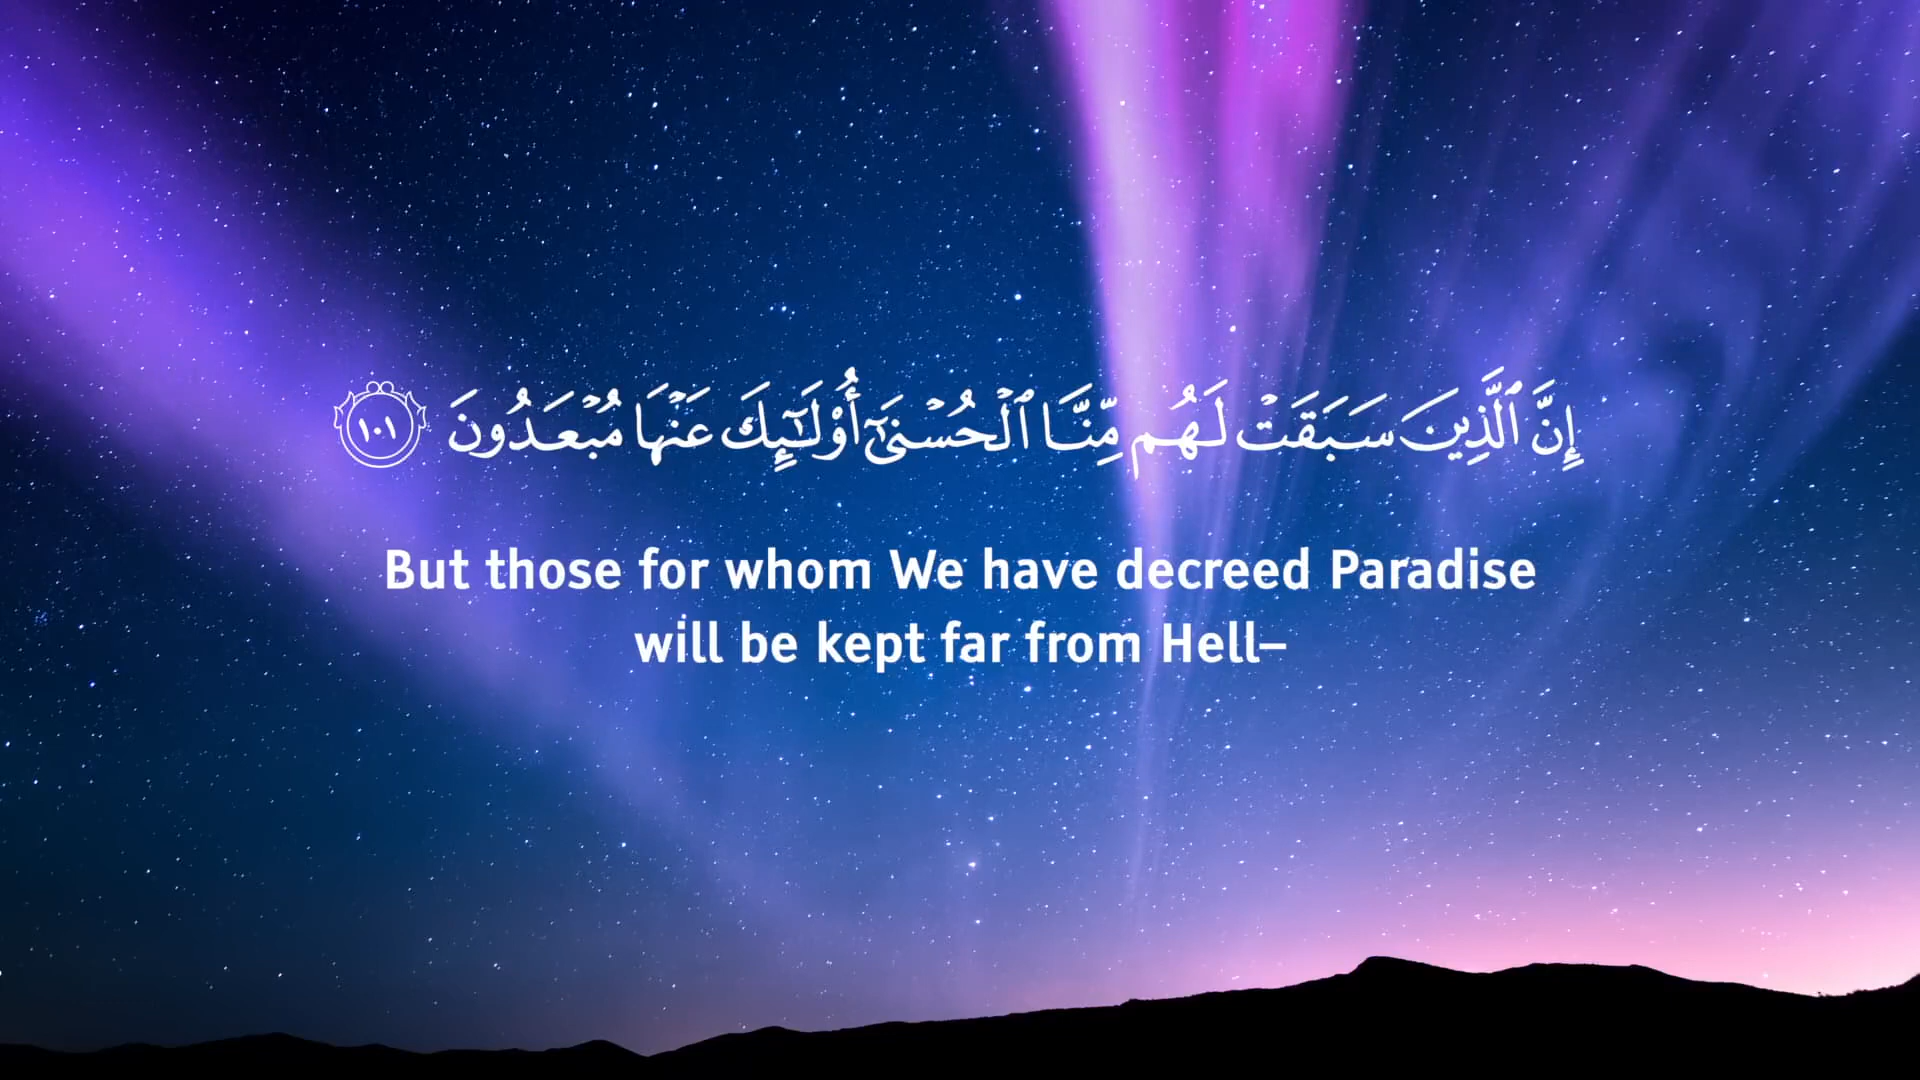 إِنَّ ٱلَّذِينَ سَبَقَتْ لَهُم مِّنَّا ٱلْحُسْنَىٰٓ أُو۟لَـٰٓئِكَ عَنْهَا مُبْعَدُونَ ١٠١
But those for whom We have decreed Paradise
will be kept far from Hell–